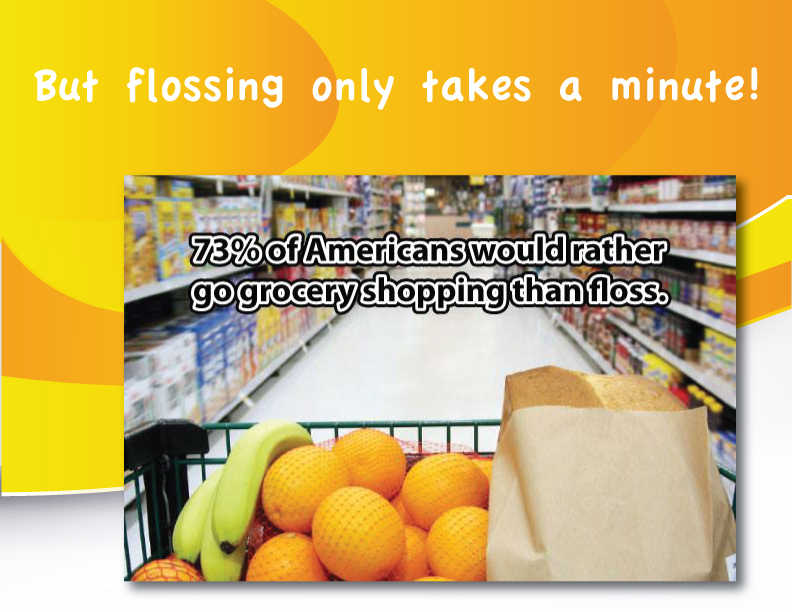 But flossing only takes a minute!
73% of Americans would rather
go grocery shopping than floss.